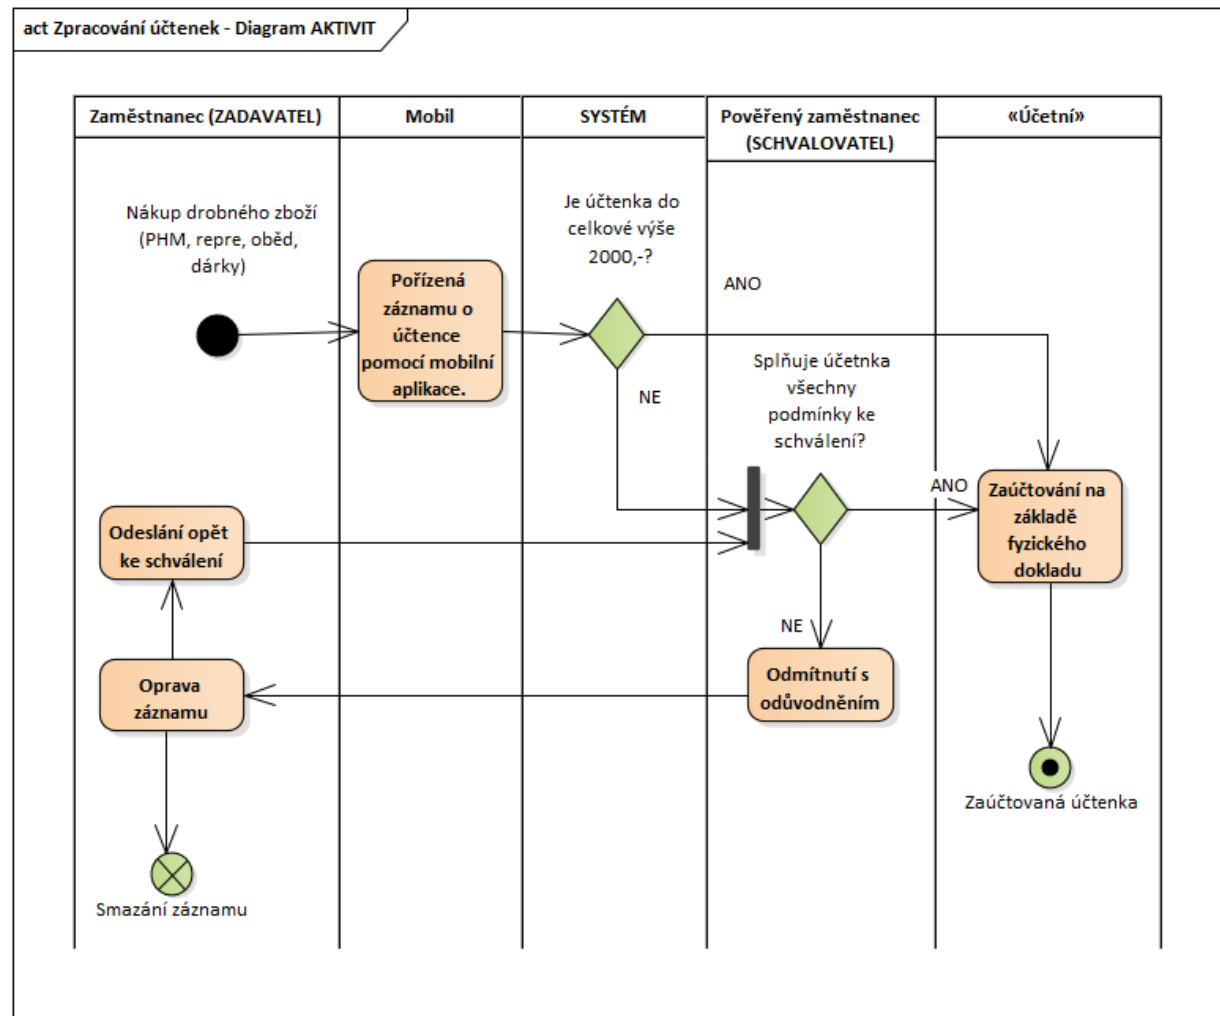 act Zpracování účtenek - Diagram AKTIVIT
Zaměstnanec (ZADAVATEL)
Mobil
SYSTÉM
Pověřený zaměstnanec
(SCHVALOVATEL)
«Účetní»
Nákup drobného zboží
(PHM, repre, oběd,
dárky)
Pořízená
záznamu o
účtence
pomocí mobilní
aplikace.
Je účtenka do
celkové výše
2000,-?
ANO
NE
Splňuje účetnka
všechny
podmínky ke
schválení?
ANO
Zaúčtování na
základě
fyzického
dokladu
Odeslání opět
ke schválení
NE
Oprava
záznamu
Odmítnutí s
odůvodněním
Zaúčtovaná účtenka
Smazání záznamu